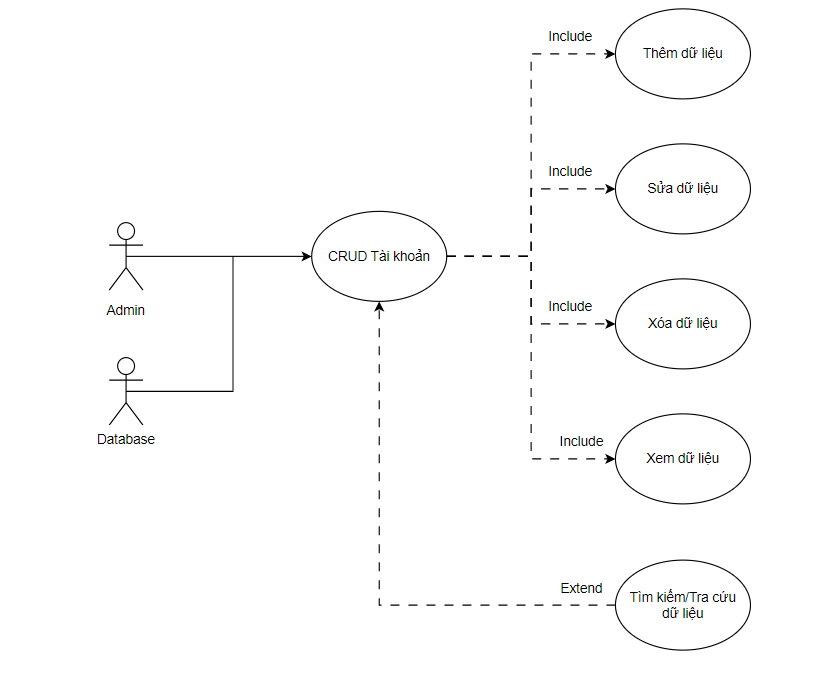 Include
Thêm dữ liệu
Include
Sửa dữ liệu
CRUD Tài khoản
Admin
Include
Xóa dữ liệu
Database
Include
Xem dữ liệu
Extend
Tìm kiếm/Tra cứu
dữ liệu